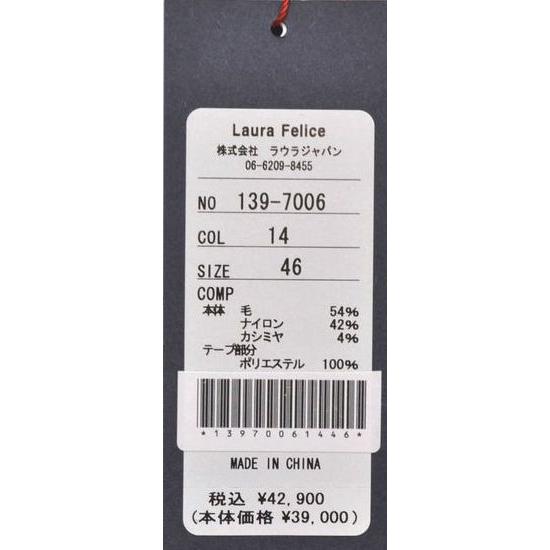 Laura Felice
株式会社 ラウラジャパン
06-6209-8455
NO 139-7006
COL 14
SIZE 46
COMP
本体 毛 54%
ナイロン 42%
カシミヤ 4%
テープ部分
ポリエステル 100%
*13970061446*
MADE IN CHINA
税込 ¥42,900
(本体価格 ¥39,000)